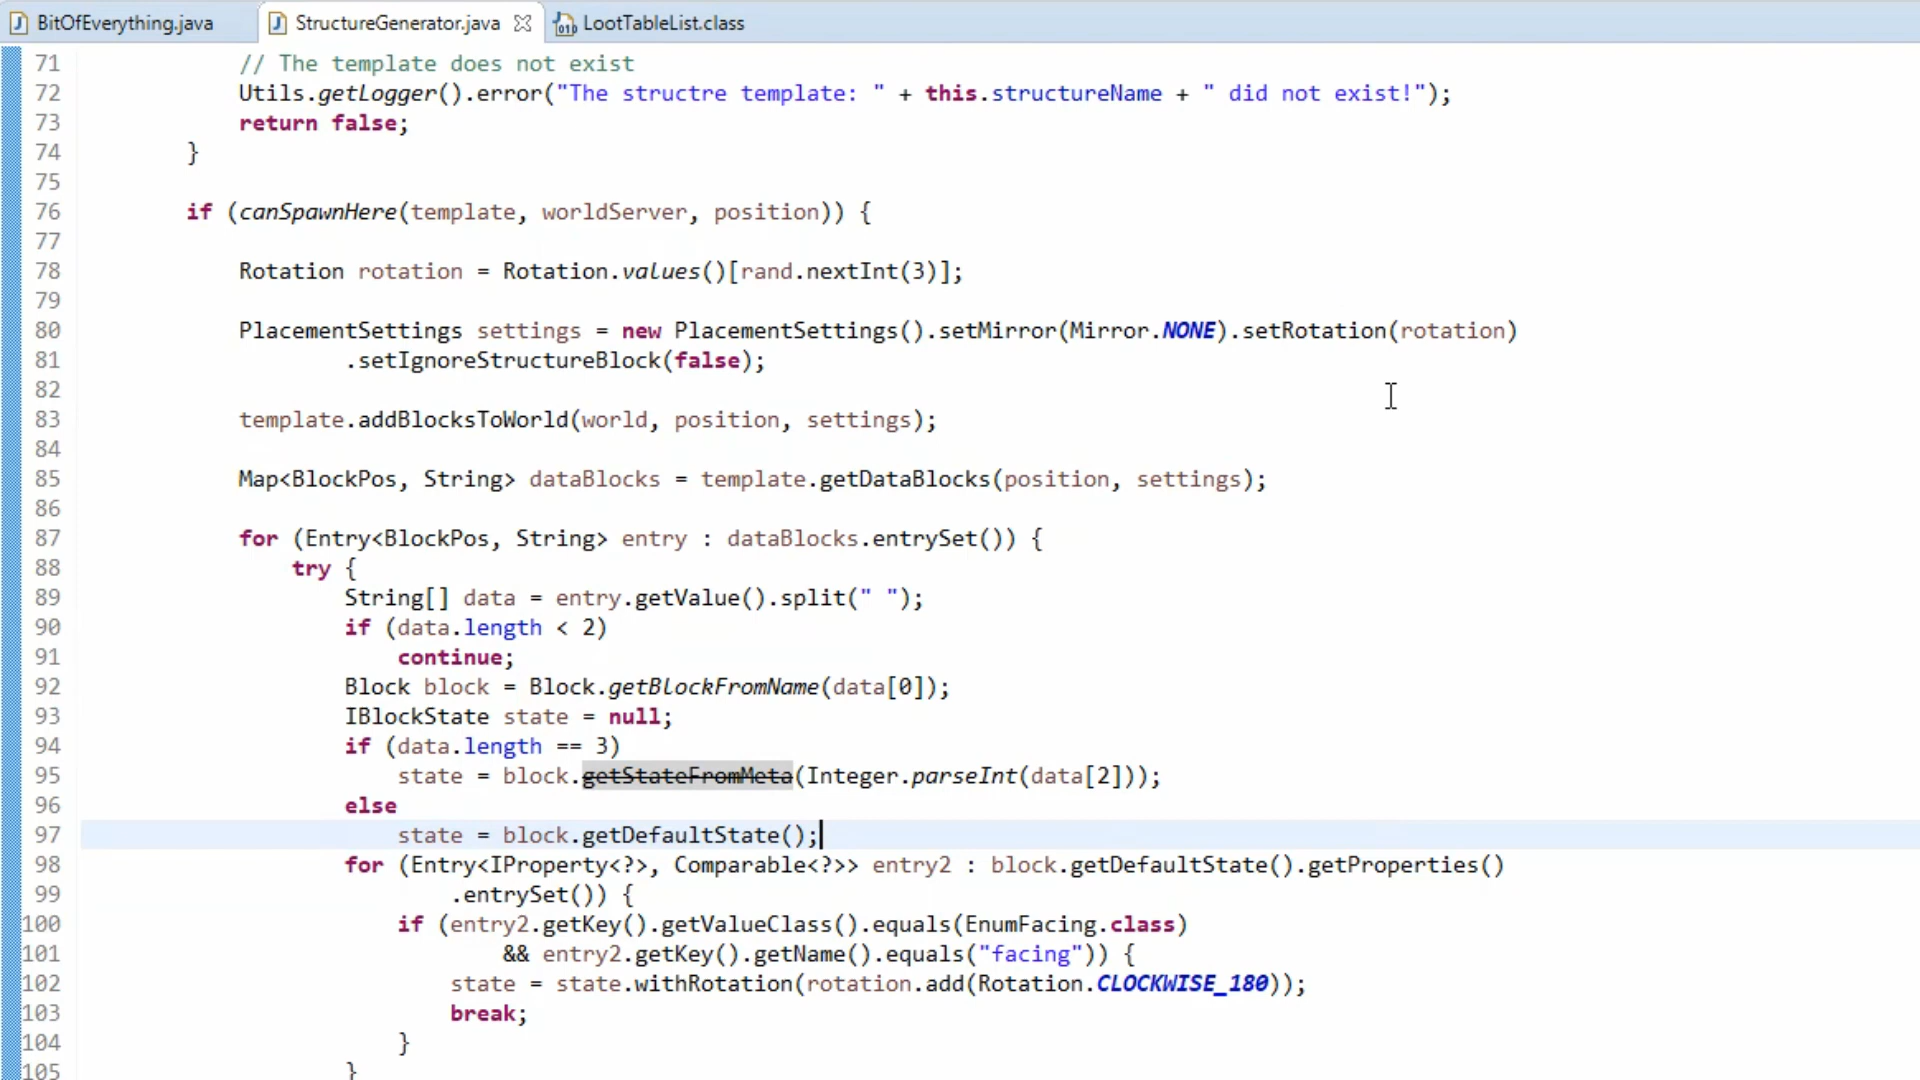 BitOfEverything.java StructureGenerator.java LootTableList.class
71 // The template does not exist
72 Utils.getLogger().error("The structre template: " + this.structureName + " did not exist!");
73 return false;
74 }
75
76 if (canSpawnHere(template, worldServer, position)) {
77
78 Rotation rotation = Rotation.values()[rand.nextInt(3)];
79
80 PlacementSettings settings = new PlacementSettings().setMirror(Mirror.NONE).setRotation(rotation)
81 .setIgnoreStructureBlock(false);
82
83 template.addBlocksToWorld(world, position, settings);
84
85 Map<BlockPos, String> dataBlocks = template.getDataBlocks(position, settings);
86
87 for (Entry<BlockPos, String> entry : dataBlocks.entrySet()) {
88 try {
89 String[] data = entry.getValue().split(" ");
90 if (data.length < 2)
91 continue;
92 Block block = Block.getBlockFromName(data[0]);
93 IBlockState state = null;
94 if (data.length == 3)
95 state = block.getStateFromMeta(Integer.parseInt(data[2]));
96 else
97 state = block.getDefaultState();
98 for (Entry<IProperty<?>, Comparable<?>> entry2 : block.getDefaultState().getProperties()
99 .entrySet()) {
100 if (entry2.getKey().getValueClass().equals(EnumFacing.class)
101 && entry2.getKey().getName().equals("facing")) {
102 state = state.withRotation(rotation.add(Rotation.CLOCKWISE_180));
103 break;
104 }
105 }